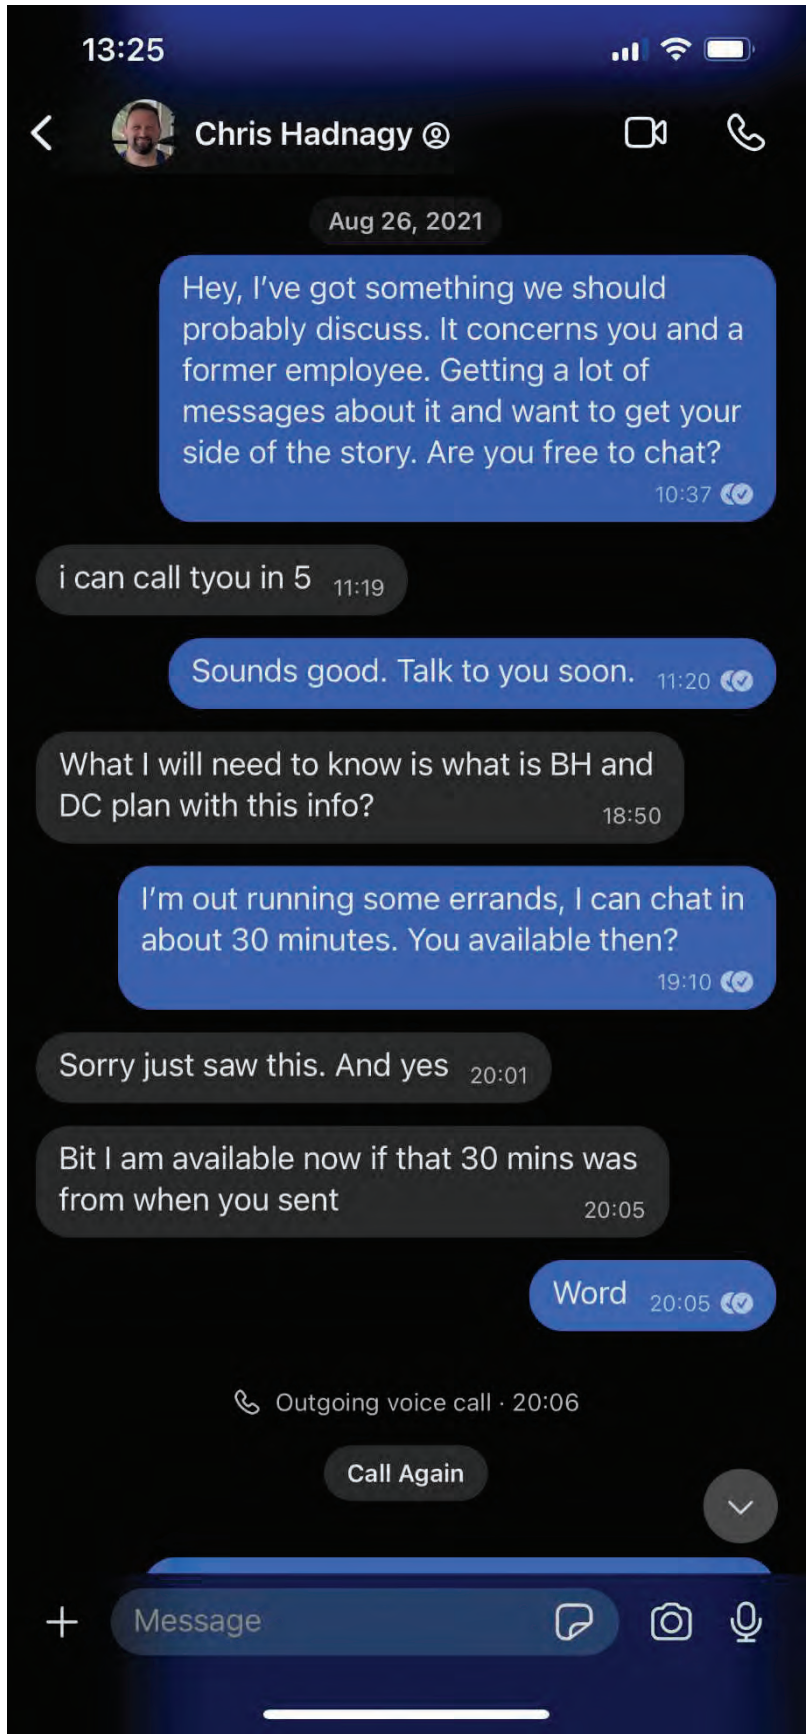 13:25
Chris Hadnagy
Aug 26, 2021
Hey, I’ve got something we should
probably discuss. It concerns you and a
former employee. Getting a lot of
messages about it and want to get your
side of the story. Are you free to chat?
10:37
i can call tyou in 5 11:19
Sounds good. Talk to you soon. 11:20
What I will need to know is what is BH and
DC plan with this info? 18:50
I’m out running some errands, I can chat in
about 30 minutes. You available then?
19:10
Sorry just saw this. And yes 20:01
Bit I am available now if that 30 mins was
from when you sent 20:05
Word 20:05
Outgoing voice call · 20:06
Call Again
Message